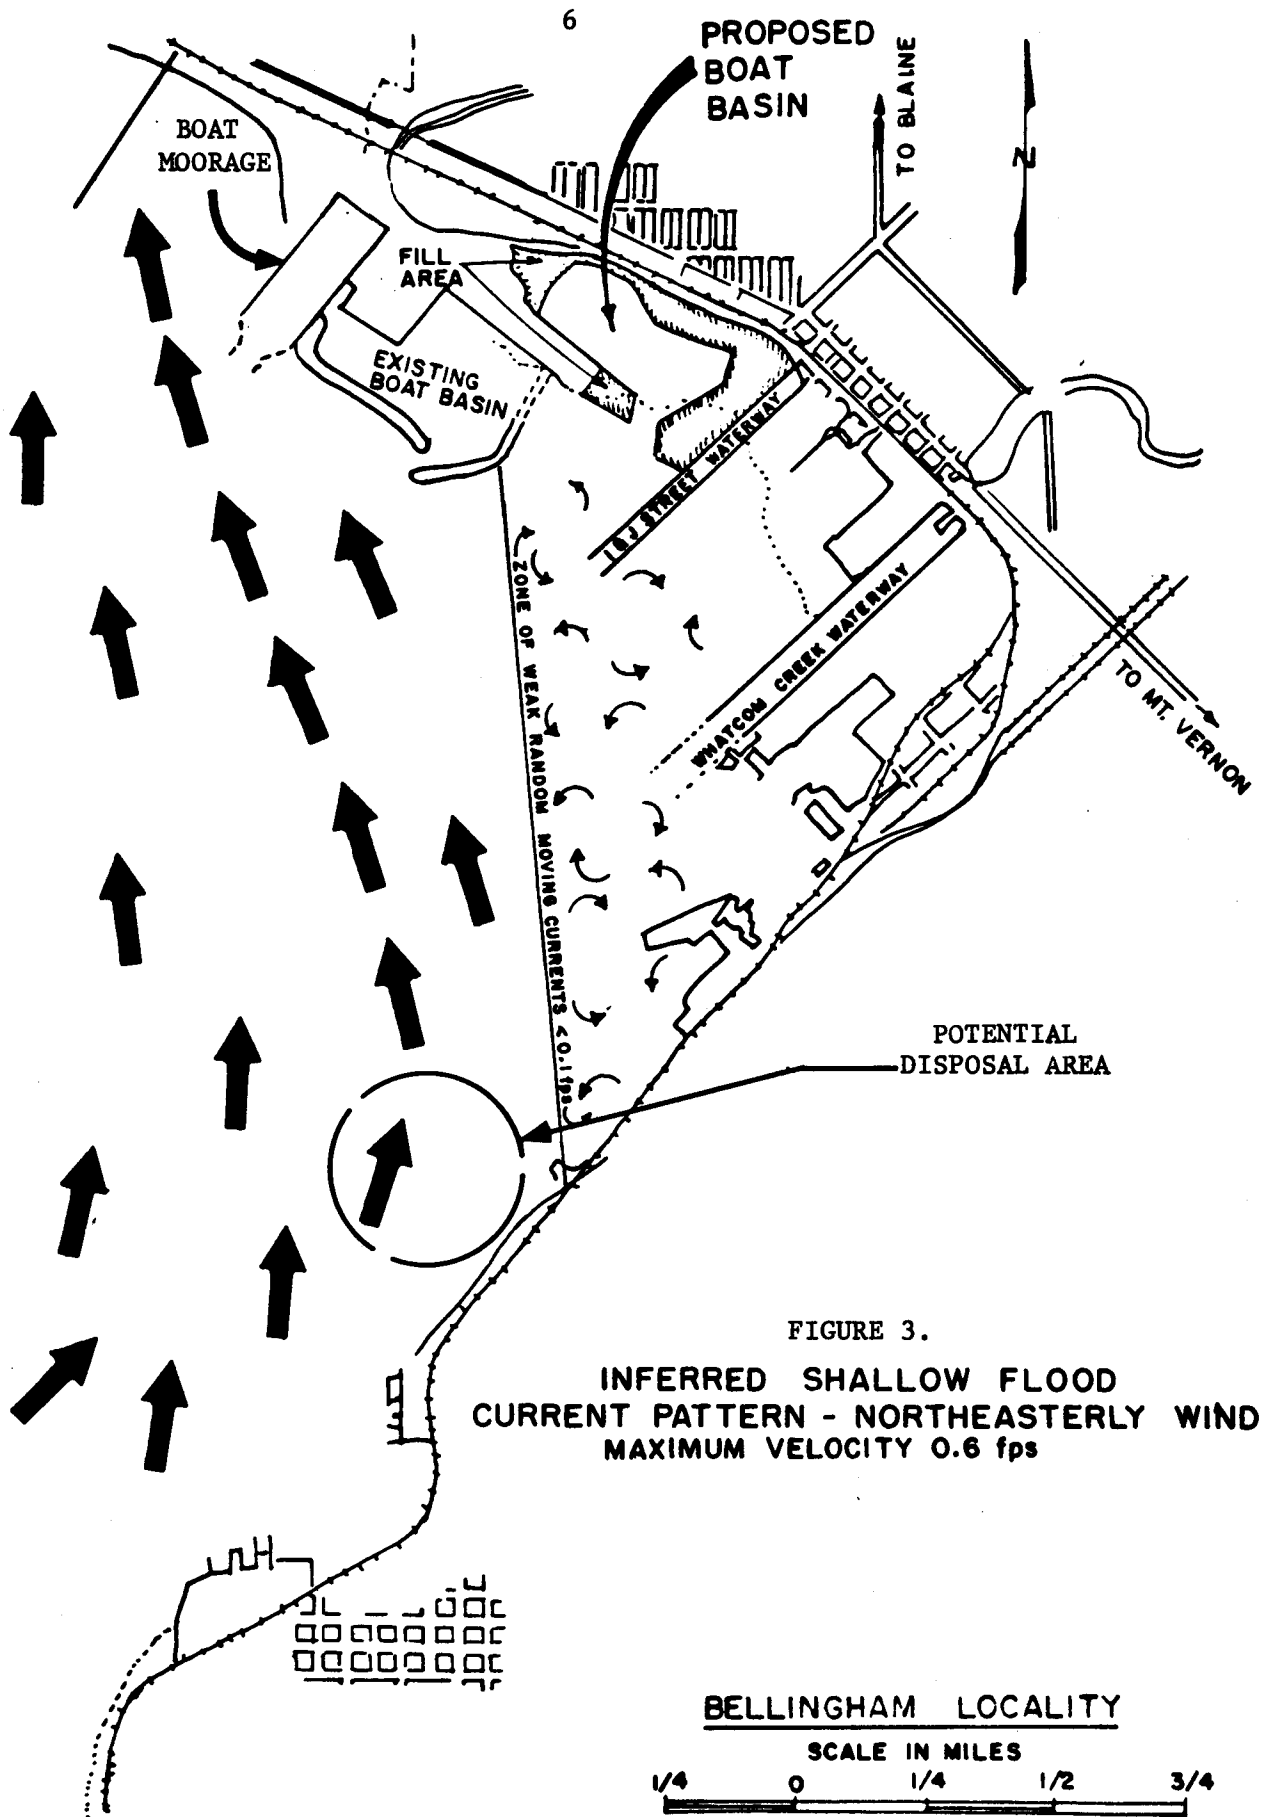 6
PROPOSED
BOAT
BASIN
TO BLAINE
BOAT
MOORAGE
N
FILL
AREA
EXISTING
BOAT BASIN
I & J STREET WATERWAY
ZONE OF WEAK RANDOM MOVING CURRENTS < 0.1 fps
WHATCOM CREEK WATERWAY
TO MT. VERNON
POTENTIAL
DISPOSAL AREA
FIGURE 3.
INFERRED SHALLOW FLOOD
CURRENT PATTERN - NORTHEASTERLY WIND
MAXIMUM VELOCITY 0.6 fps
BELLINGHAM LOCALITY
SCALE IN MILES
1/4 0 1/4 1/2 3/4